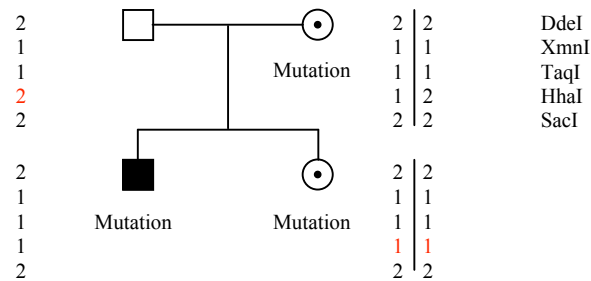 2 2 2 DdeI
1 1 1 XmnI
1 Mutation 1 1 TaqI
2 1 2 HhaI
2 2 2 SacI
2 2 2
1 1 1
1 Mutation Mutation 1 1
1 1 1
2 2 2